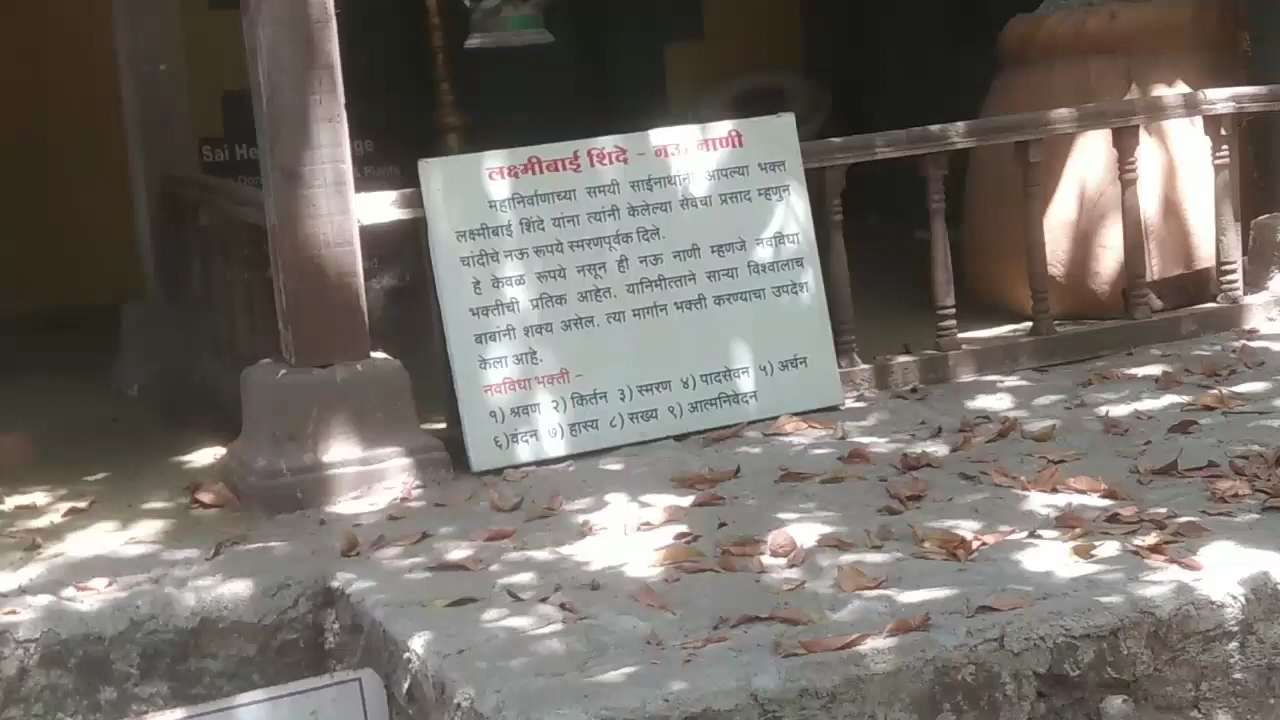 लक्ष्मीबाई शिंदे - नऊ नाणी
महानिर्वाणाच्या समयी साईनाथांनी आपल्या भक्त
लक्ष्मीबाई शिंदे यांना त्यांनी केलेल्या सेवेचा प्रसाद म्हणुन
चांदीचे नऊ रूपये स्मरणपूर्वक दिले.
हे केवळ रूपये नसून ही नऊ नाणी म्हणजे नवविधा
भक्तीची प्रतिक आहेत. यानिमीत्ताने साऱ्या विश्वालाच
बाबांनी शक्य असेल. त्या मार्गान भक्ती करण्याचा उपदेश
केला आहे.
नवविधा भक्ती -
१) श्रवण २) किर्तन ३) स्मरण ४) पादसेवन ५) अर्चन
६)वंदन ७) हास्य ८) सख्य ९) आत्मनिवेदन
Sai
& Plants